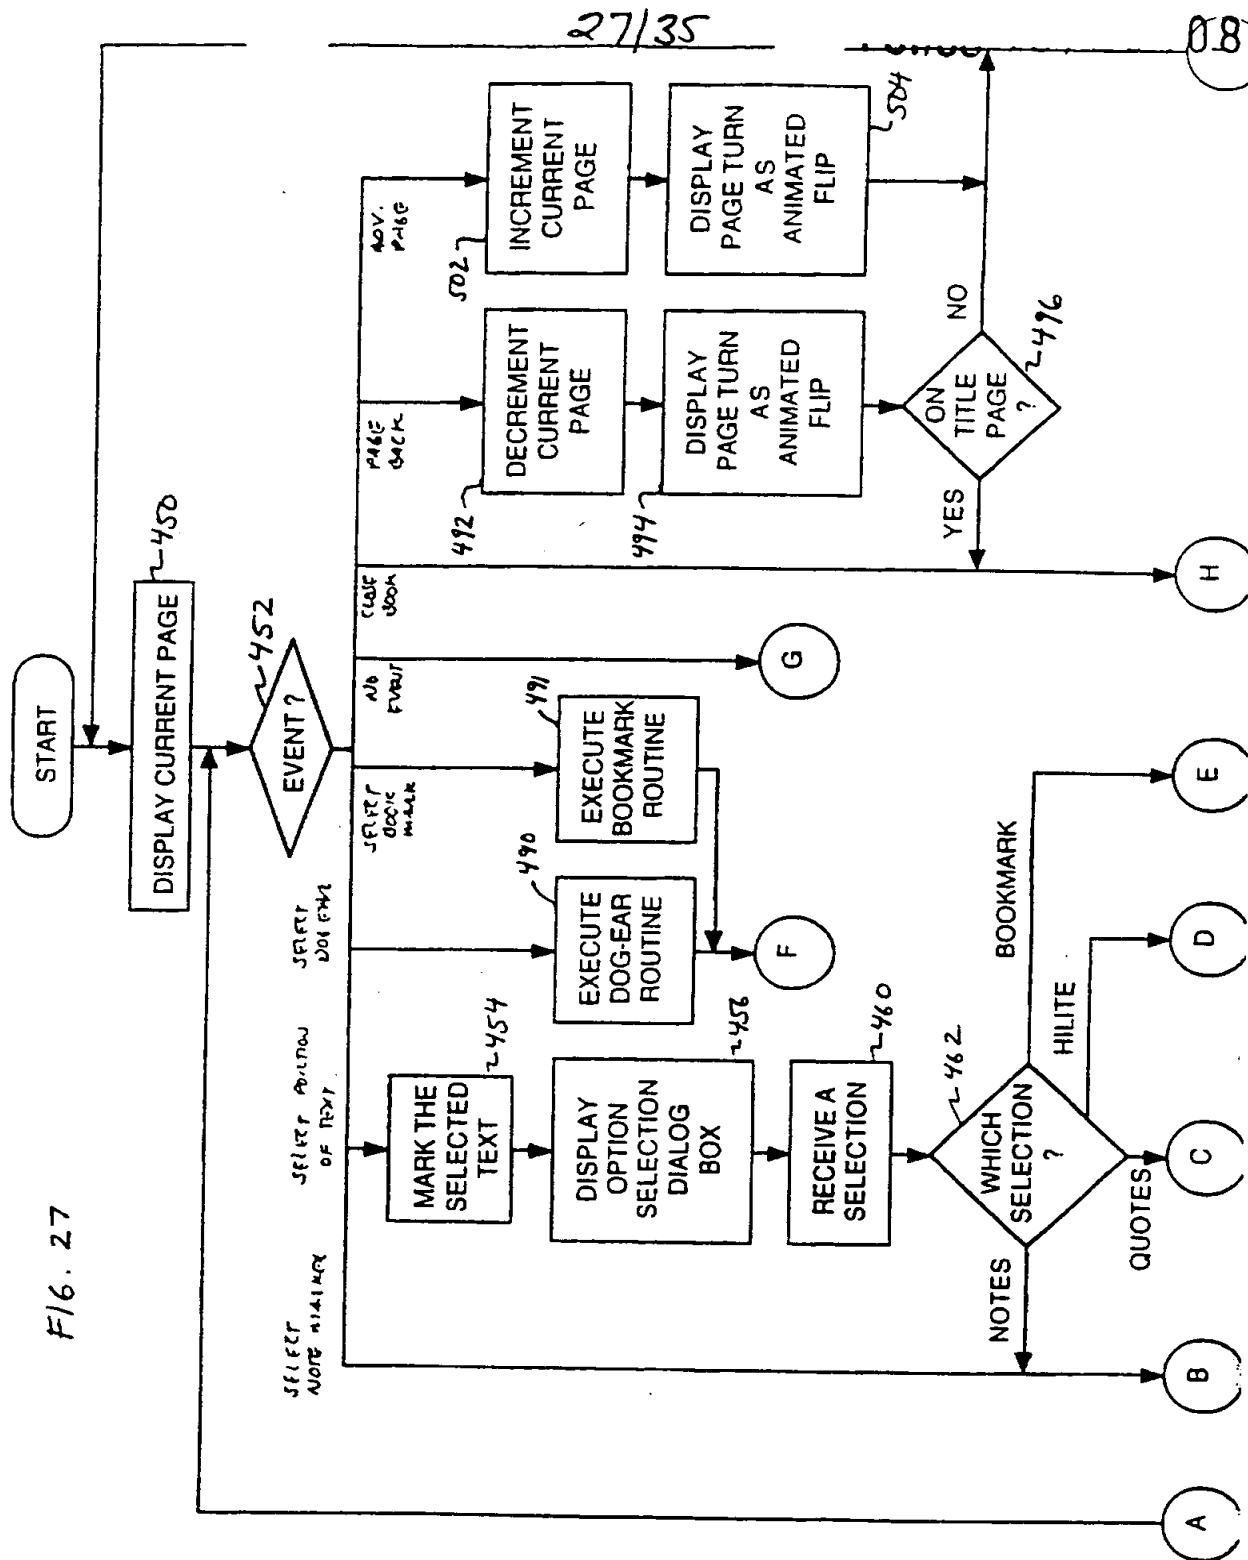 27/35
08
FIG. 27
START
DISPLAY CURRENT PAGE
450
EVENT ?
452
SELECT
NOTE MARKER
SELECT PORTION
OF TEXT
SELECT
DOG EAR
SELECT
BOOK
MARK
NO
EVENT
CLOSE
BOOK
PAGE
BACK
ADV.
PAGE
MARK THE
SELECTED
TEXT
454
DISPLAY
OPTION
SELECTION
DIALOG
BOX
456
RECEIVE A
SELECTION
460
WHICH
SELECTION
?
462
NOTES
QUOTES
HILITE
BOOKMARK
EXECUTE
DOG-EAR
ROUTINE
490
EXECUTE
BOOKMARK
ROUTINE
491
DECREMENT
CURRENT
PAGE
492
DISPLAY
PAGE TURN
AS
ANIMATED
FLIP
494
ON
TITLE
PAGE
?
496
YES
NO
INCREMENT
CURRENT
PAGE
502
DISPLAY
PAGE TURN
AS
ANIMATED
FLIP
504
A
B
C
D
E
F
G
H